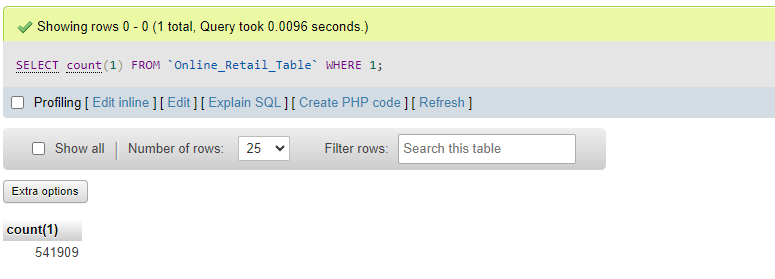 Showing rows 0 - 0 (1 total, Query took 0.0096 seconds.)
SELECT count(1) FROM `Online_Retail_Table` WHERE 1;
Profiling [ Edit inline ] [ Edit ] [ Explain SQL ] [ Create PHP code ] [ Refresh ]
Show all | Number of rows: 25 Filter rows: Search this table
Extra options
count(1)
541909